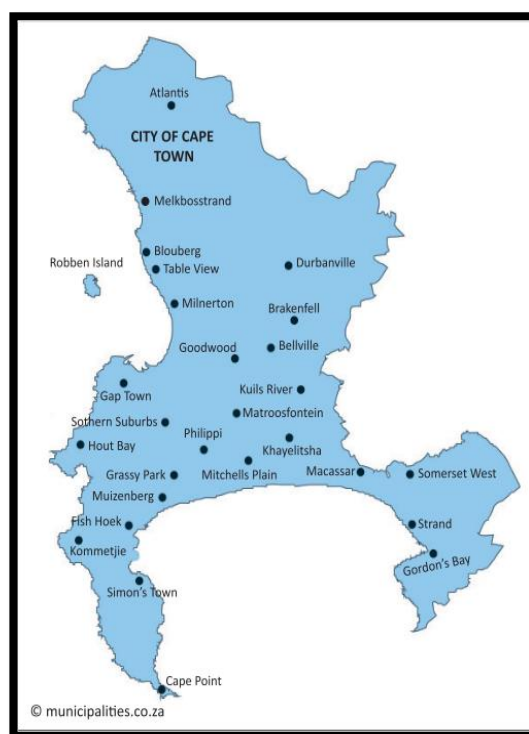 Atlantis
CITY OF CAPE
TOWN
Melkbosstrand
Blouberg
Robben Island
Table View
Durbanville
Milnerton
Brakenfell
Goodwood
Bellville
Gap Town
Kuils River
Matroosfontein
Sothern Suburbs
Hout Bay
Philippi
Khayelitsha
Grassy Park
Mitchells Plain
Macassar
Somerset West
Muizenberg
Fish Hoek
Strand
Kommetjie
Gordon's Bay
Simon's Town
Cape Point
© municipalities.co.za